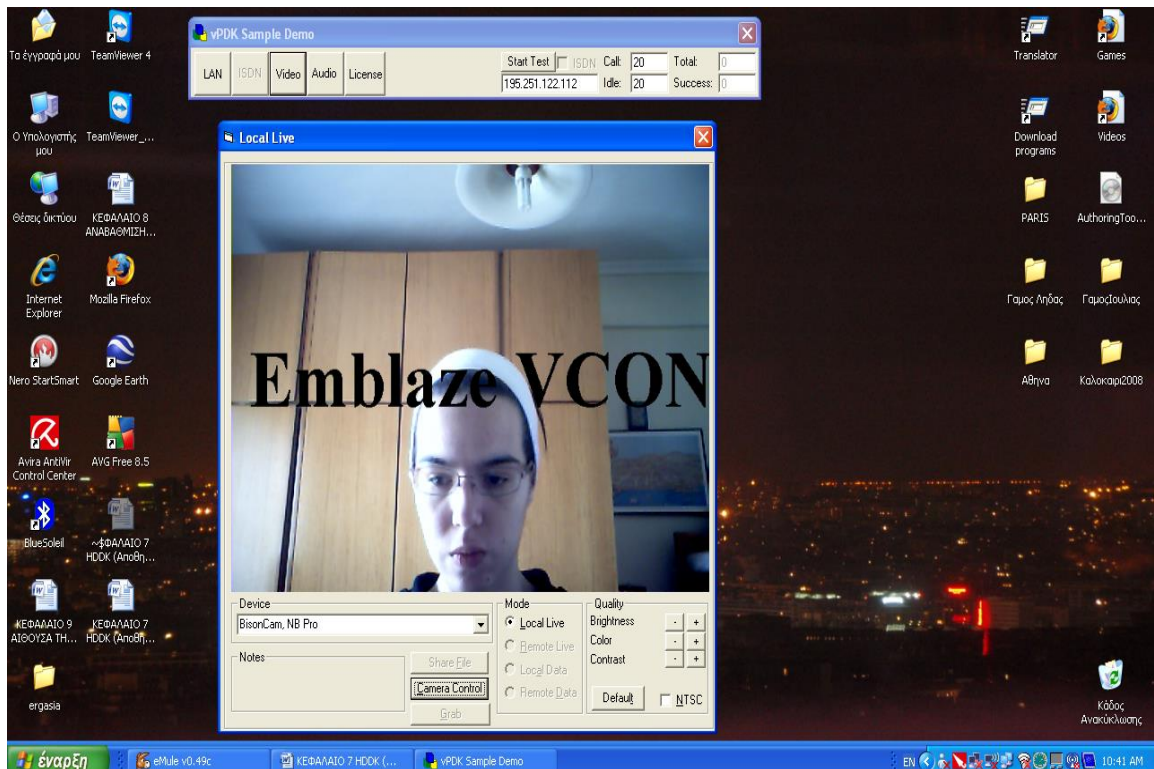 Τα έγγραφά μου
TeamViewer 4
Ο Υπολογιστής μου
TeamViewer_...
Θέσεις δικτύου
ΚΕΦΑΛΑΙΟ 8 ΑΝΑΒΑΘΜΙΣΗ...
Internet Explorer
Mozilla Firefox
Nero StartSmart
Google Earth
Avira AntiVir Control Center
AVG Free 8.5
BlueSoleil
~$ΦΑΛΑΙΟ 7 HDDK (Αποθη...
ΚΕΦΑΛΑΙΟ 9 ΑΙΘΟΥΣΑ ΤΗ...
ΚΕΦΑΛΑΙΟ 7 HDDK (Αποθη...
ergasia
vPDK Sample Demo
LAN ISDN Video Audio License
Start Test ISDN Call: 20 Total: 0
195.251.122.112 Idle: 20 Success: 0
Local Live
Emblaze VCON
Device
BisonCam, NB Pro
Notes
Share File
Camera Control
Grab
Mode
Local Live
Remote Live
Local Data
Remote Data
Quality
Brightness - +
Color - +
Contrast - +
Default NTSC
Translator
Games
Download programs
Videos
PARIS
AuthoringToo...
Γαμος Ληδας
ΓαμοςΙουλιας
Αθηνα
Καλοκαιρι2008
Κάδος Ανακύκλωσης
έναρξη
eMule v0.49c
ΚΕΦΑΛΑΙΟ 7 HDDK (...
vPDK Sample Demo
EN
10:41 AM